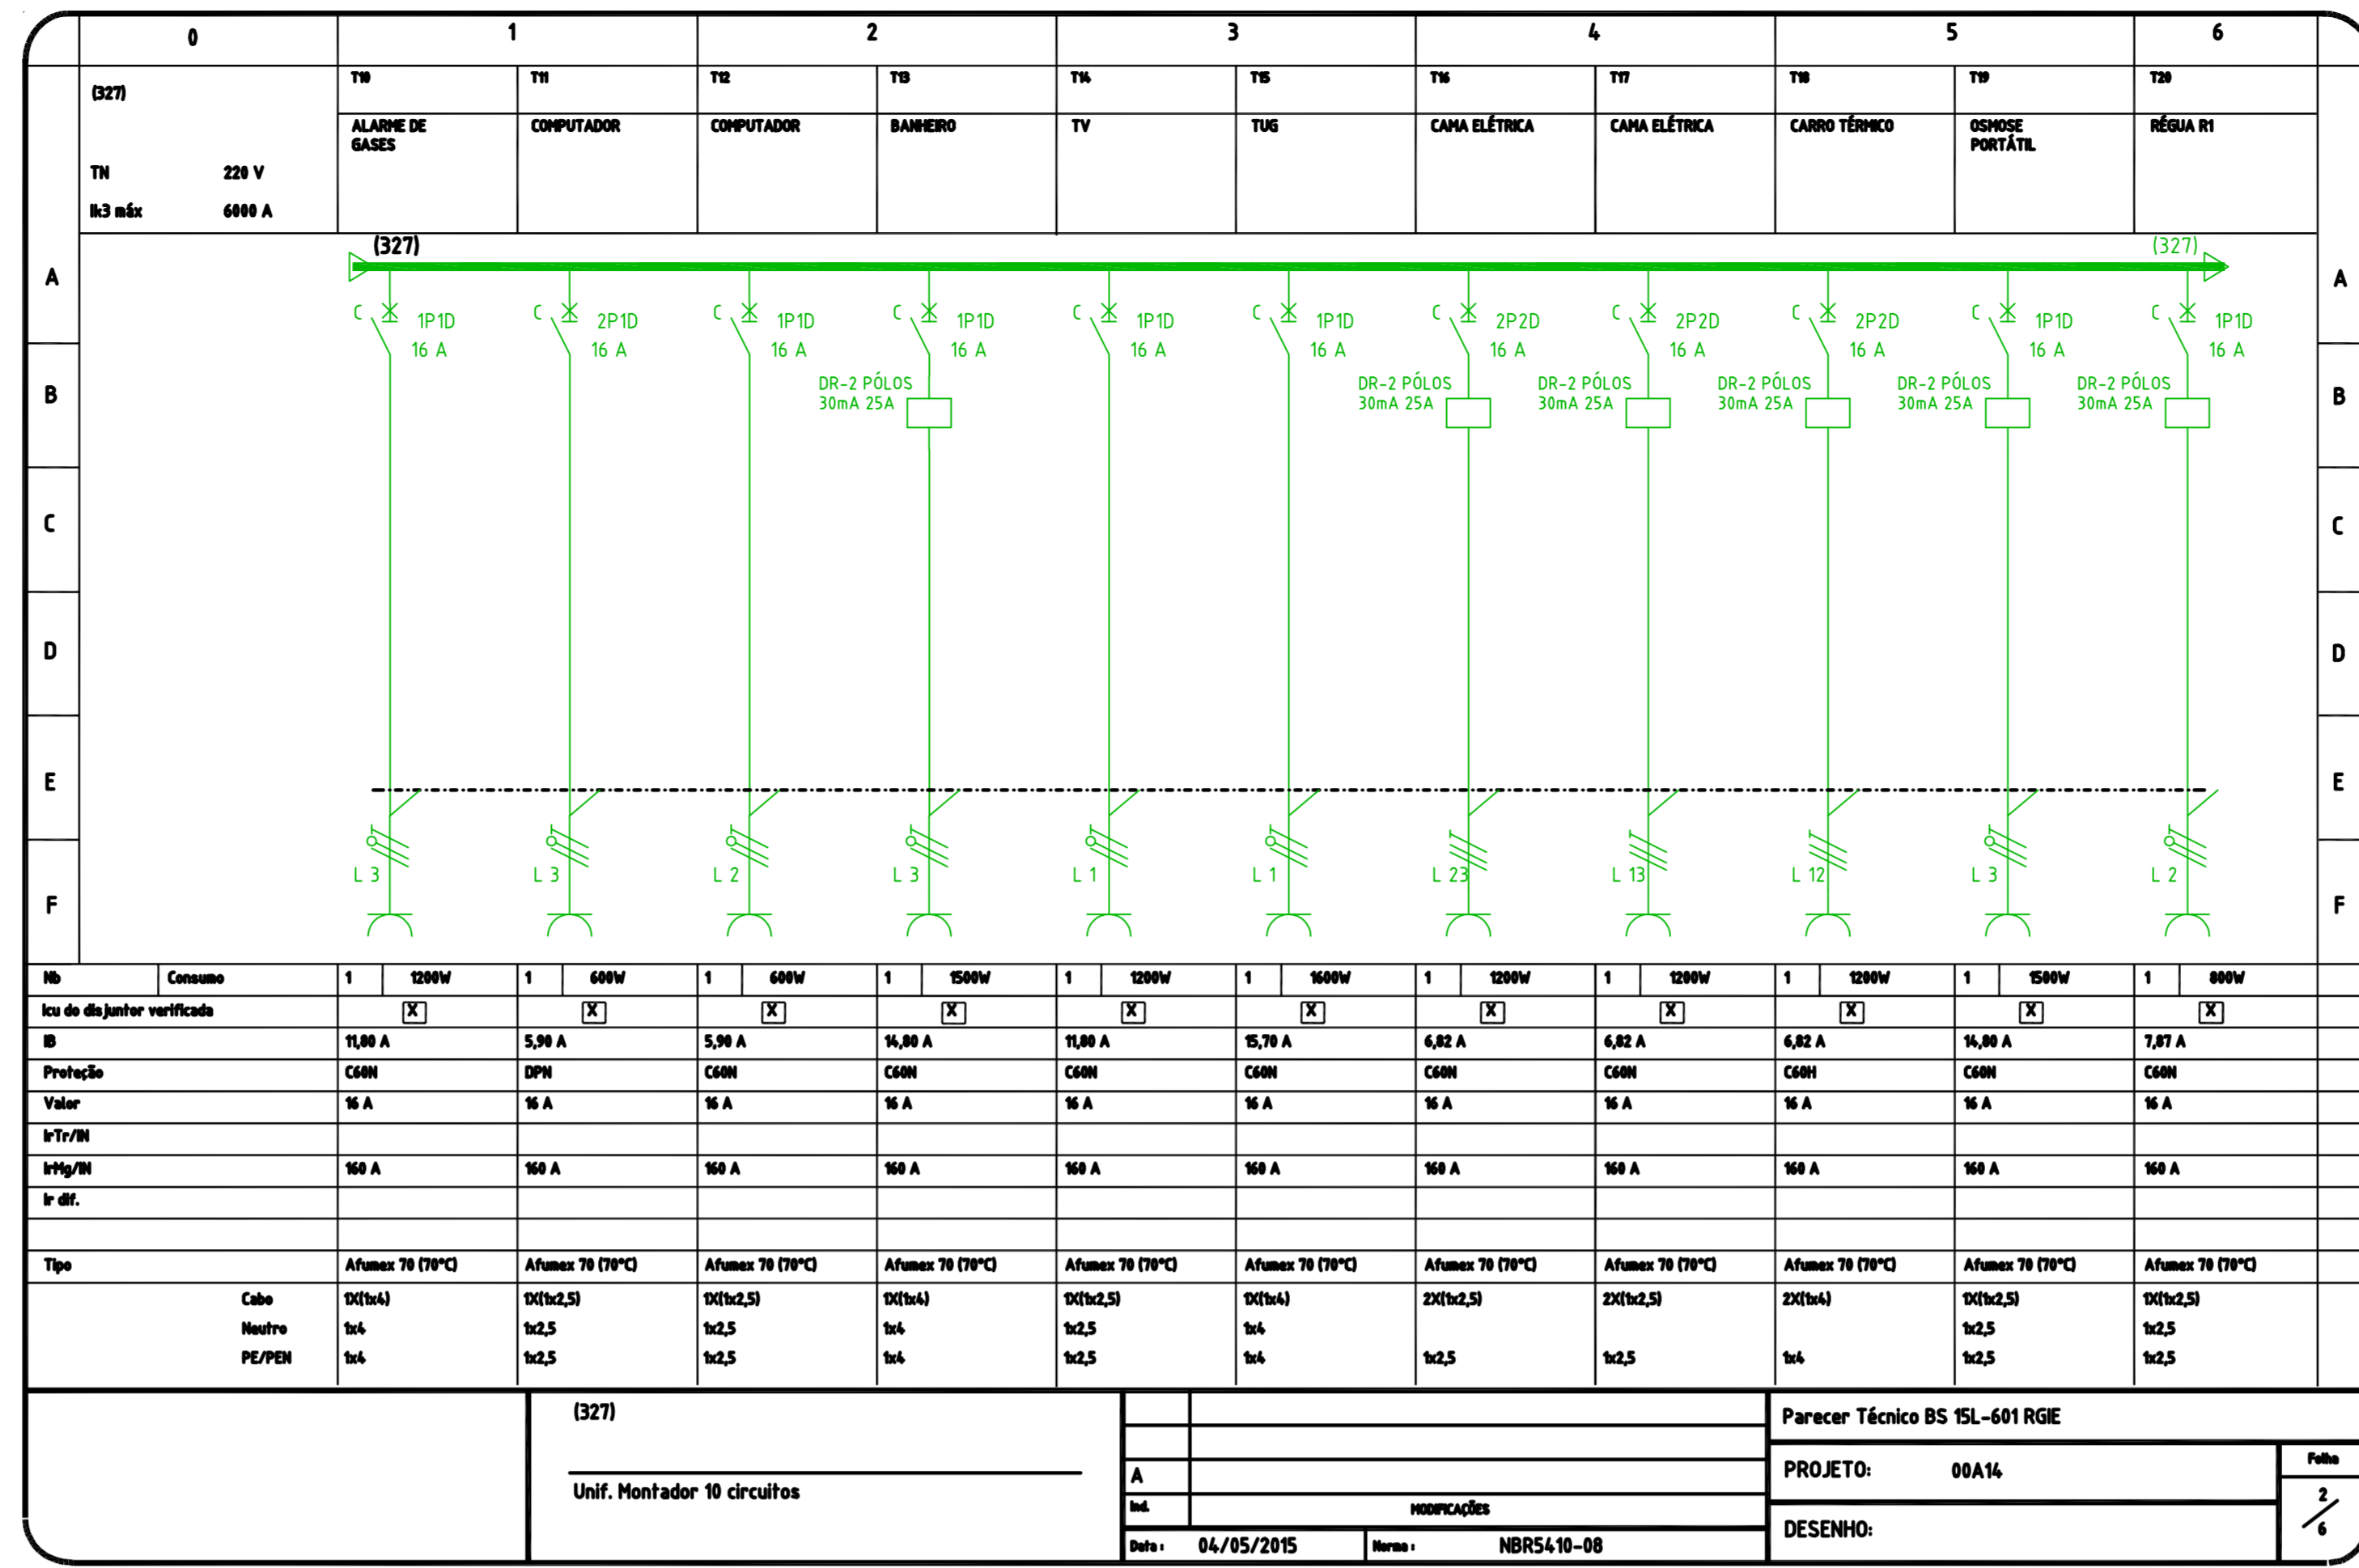 0 1 2 3 4 5 6
(327) T10 T11 T12 T13 T14 T15 T16 T17 T18 T19 T20
ALARME DE COMPUTADOR COMPUTADOR BANHEIRO TV TUG CAMA ELÉTRICA CAMA ELÉTRICA CARRO TÉRMICO OSMOSE RÉGUA R1
GASES PORTÁTIL
TN 220 V
Ik3 máx 6000 A
(327) (327)
A A
C C C C C C C C C C C
1P1D 2P1D 1P1D 1P1D 1P1D 1P1D 2P2D 2P2D 2P2D 1P1D 1P1D
16 A 16 A 16 A 16 A 16 A 16 A 16 A 16 A 16 A 16 A 16 A
DR-2 PÓLOS DR-2 PÓLOS DR-2 PÓLOS DR-2 PÓLOS DR-2 PÓLOS DR-2 PÓLOS
B B
30mA 25A 30mA 25A 30mA 25A 30mA 25A 30mA 25A 30mA 25A
C C
D D
E E
L 3 L 3 L 2 L 3 L 1 L 1 L 23 L 13 L 12 L 3 L 2
F F
Nb Consumo 1 1200W 1 600W 1 600W 1 1500W 1 1200W 1 1600W 1 1200W 1 1200W 1 1200W 1 1500W 1 800W
Icu do disjuntor verificada X X X X X X X X X X X
IB 11,80 A 5,90 A 5,90 A 14,80 A 11,80 A 15,70 A 6,82 A 6,82 A 6,82 A 14,80 A 7,87 A
Proteção C60N DPN C60N C60N C60N C60N C60N C60N C60H C60N C60N
Valor 16 A 16 A 16 A 16 A 16 A 16 A 16 A 16 A 16 A 16 A 16 A
IrTr/IN
IrMg/IN 160 A 160 A 160 A 160 A 160 A 160 A 160 A 160 A 160 A 160 A 160 A
Ir dif.
Tipo Afumex 70 (70°C) Afumex 70 (70°C) Afumex 70 (70°C) Afumex 70 (70°C) Afumex 70 (70°C) Afumex 70 (70°C) Afumex 70 (70°C) Afumex 70 (70°C) Afumex 70 (70°C) Afumex 70 (70°C) Afumex 70 (70°C)
Cabo 1X(1x4) 1X(1x2,5) 1X(1x2,5) 1X(1x4) 1X(1x2,5) 1X(1x4) 2X(1x2,5) 2X(1x2,5) 2X(1x4) 1X(1x2,5) 1X(1x2,5)
Neutro 1x4 1x2,5 1x2,5 1x4 1x2,5 1x4 1x2,5 1x2,5
PE/PEN 1x4 1x2,5 1x2,5 1x4 1x2,5 1x4 1x2,5 1x2,5 1x4 1x2,5 1x2,5
(327)
Unif. Montador 10 circuitos
A
Ind. MODIFICAÇÕES
Data : 04/05/2015 Norma : NBR5410-08
Parecer Técnico BS 15L-601 RGIE
PROJETO: 00A14
DESENHO:
Folha
2/6